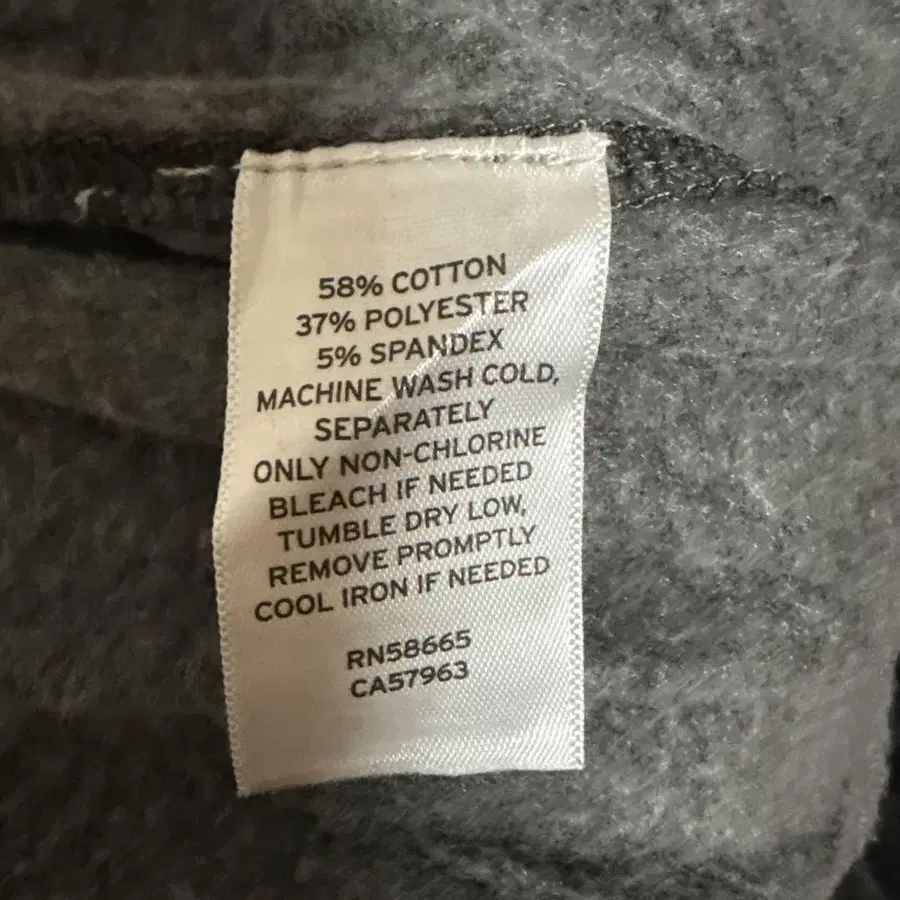 58% COTTON
37% POLYESTER
5% SPANDEX
MACHINE WASH COLD,
SEPARATELY
ONLY NON-CHLORINE
BLEACH IF NEEDED
TUMBLE DRY LOW,
REMOVE PROMPTLY
COOL IRON IF NEEDED
RN58665
CA57963